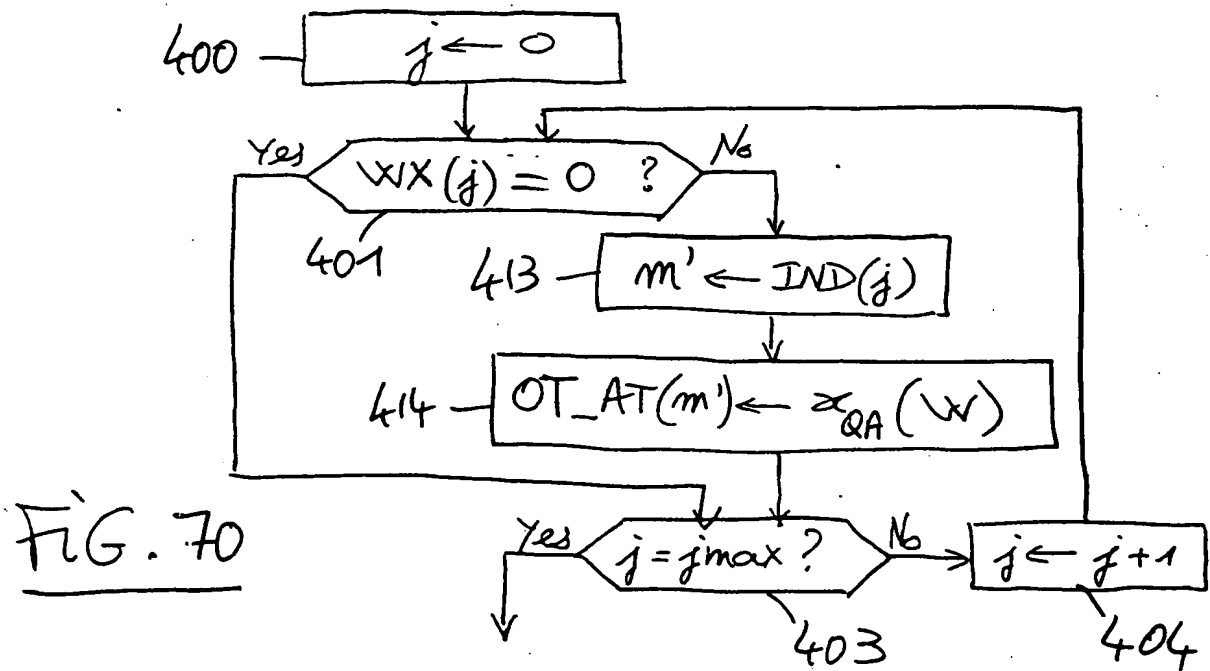 400
j ← 0
Yes
WX(j) = 0 ?
No
401
413
m' ← IND(j)
414
OT_AT(m') ← x_QA(W)
FiG. 70
Yes
j = jmax ?
No
j ← j+1
403
404